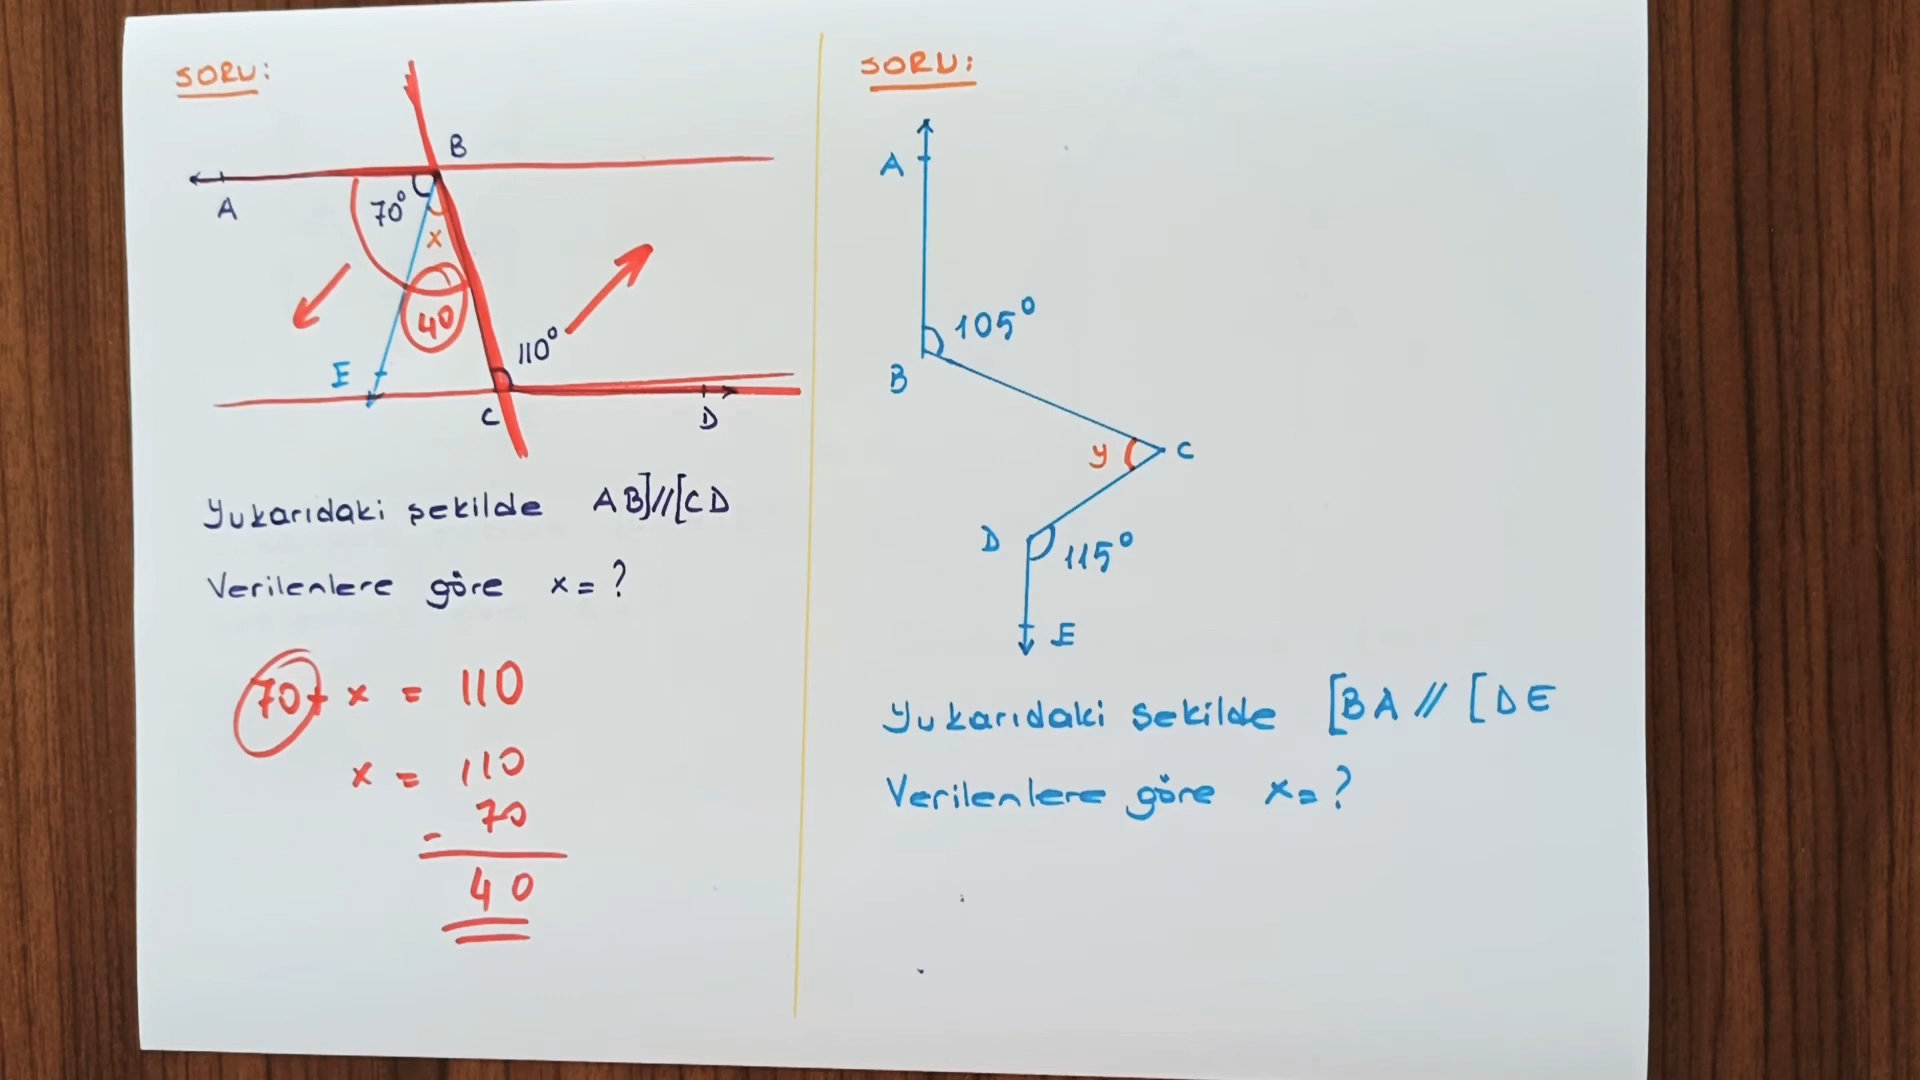 SORU:
B
A
70°
x
40
110°
E
C
D
Yukarıdaki şekilde AB]//[CD
Verilenlere göre x=?
70+ x = 110
x = 110
- 70
40
SORU:
A
105°
B
y
C
D
115°
E
Yukarıdaki şekilde [BA // [DE
Verilenlere göre x=?